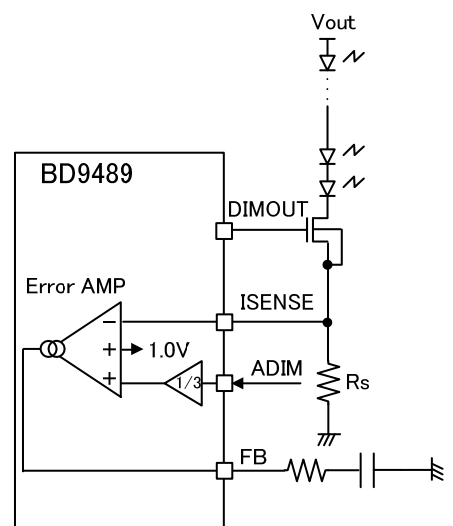 Vout
BD9489
DIMOUT
Error AMP
ISENSE
−
+
1.0V
ADIM
+
1/3
Rs
FB